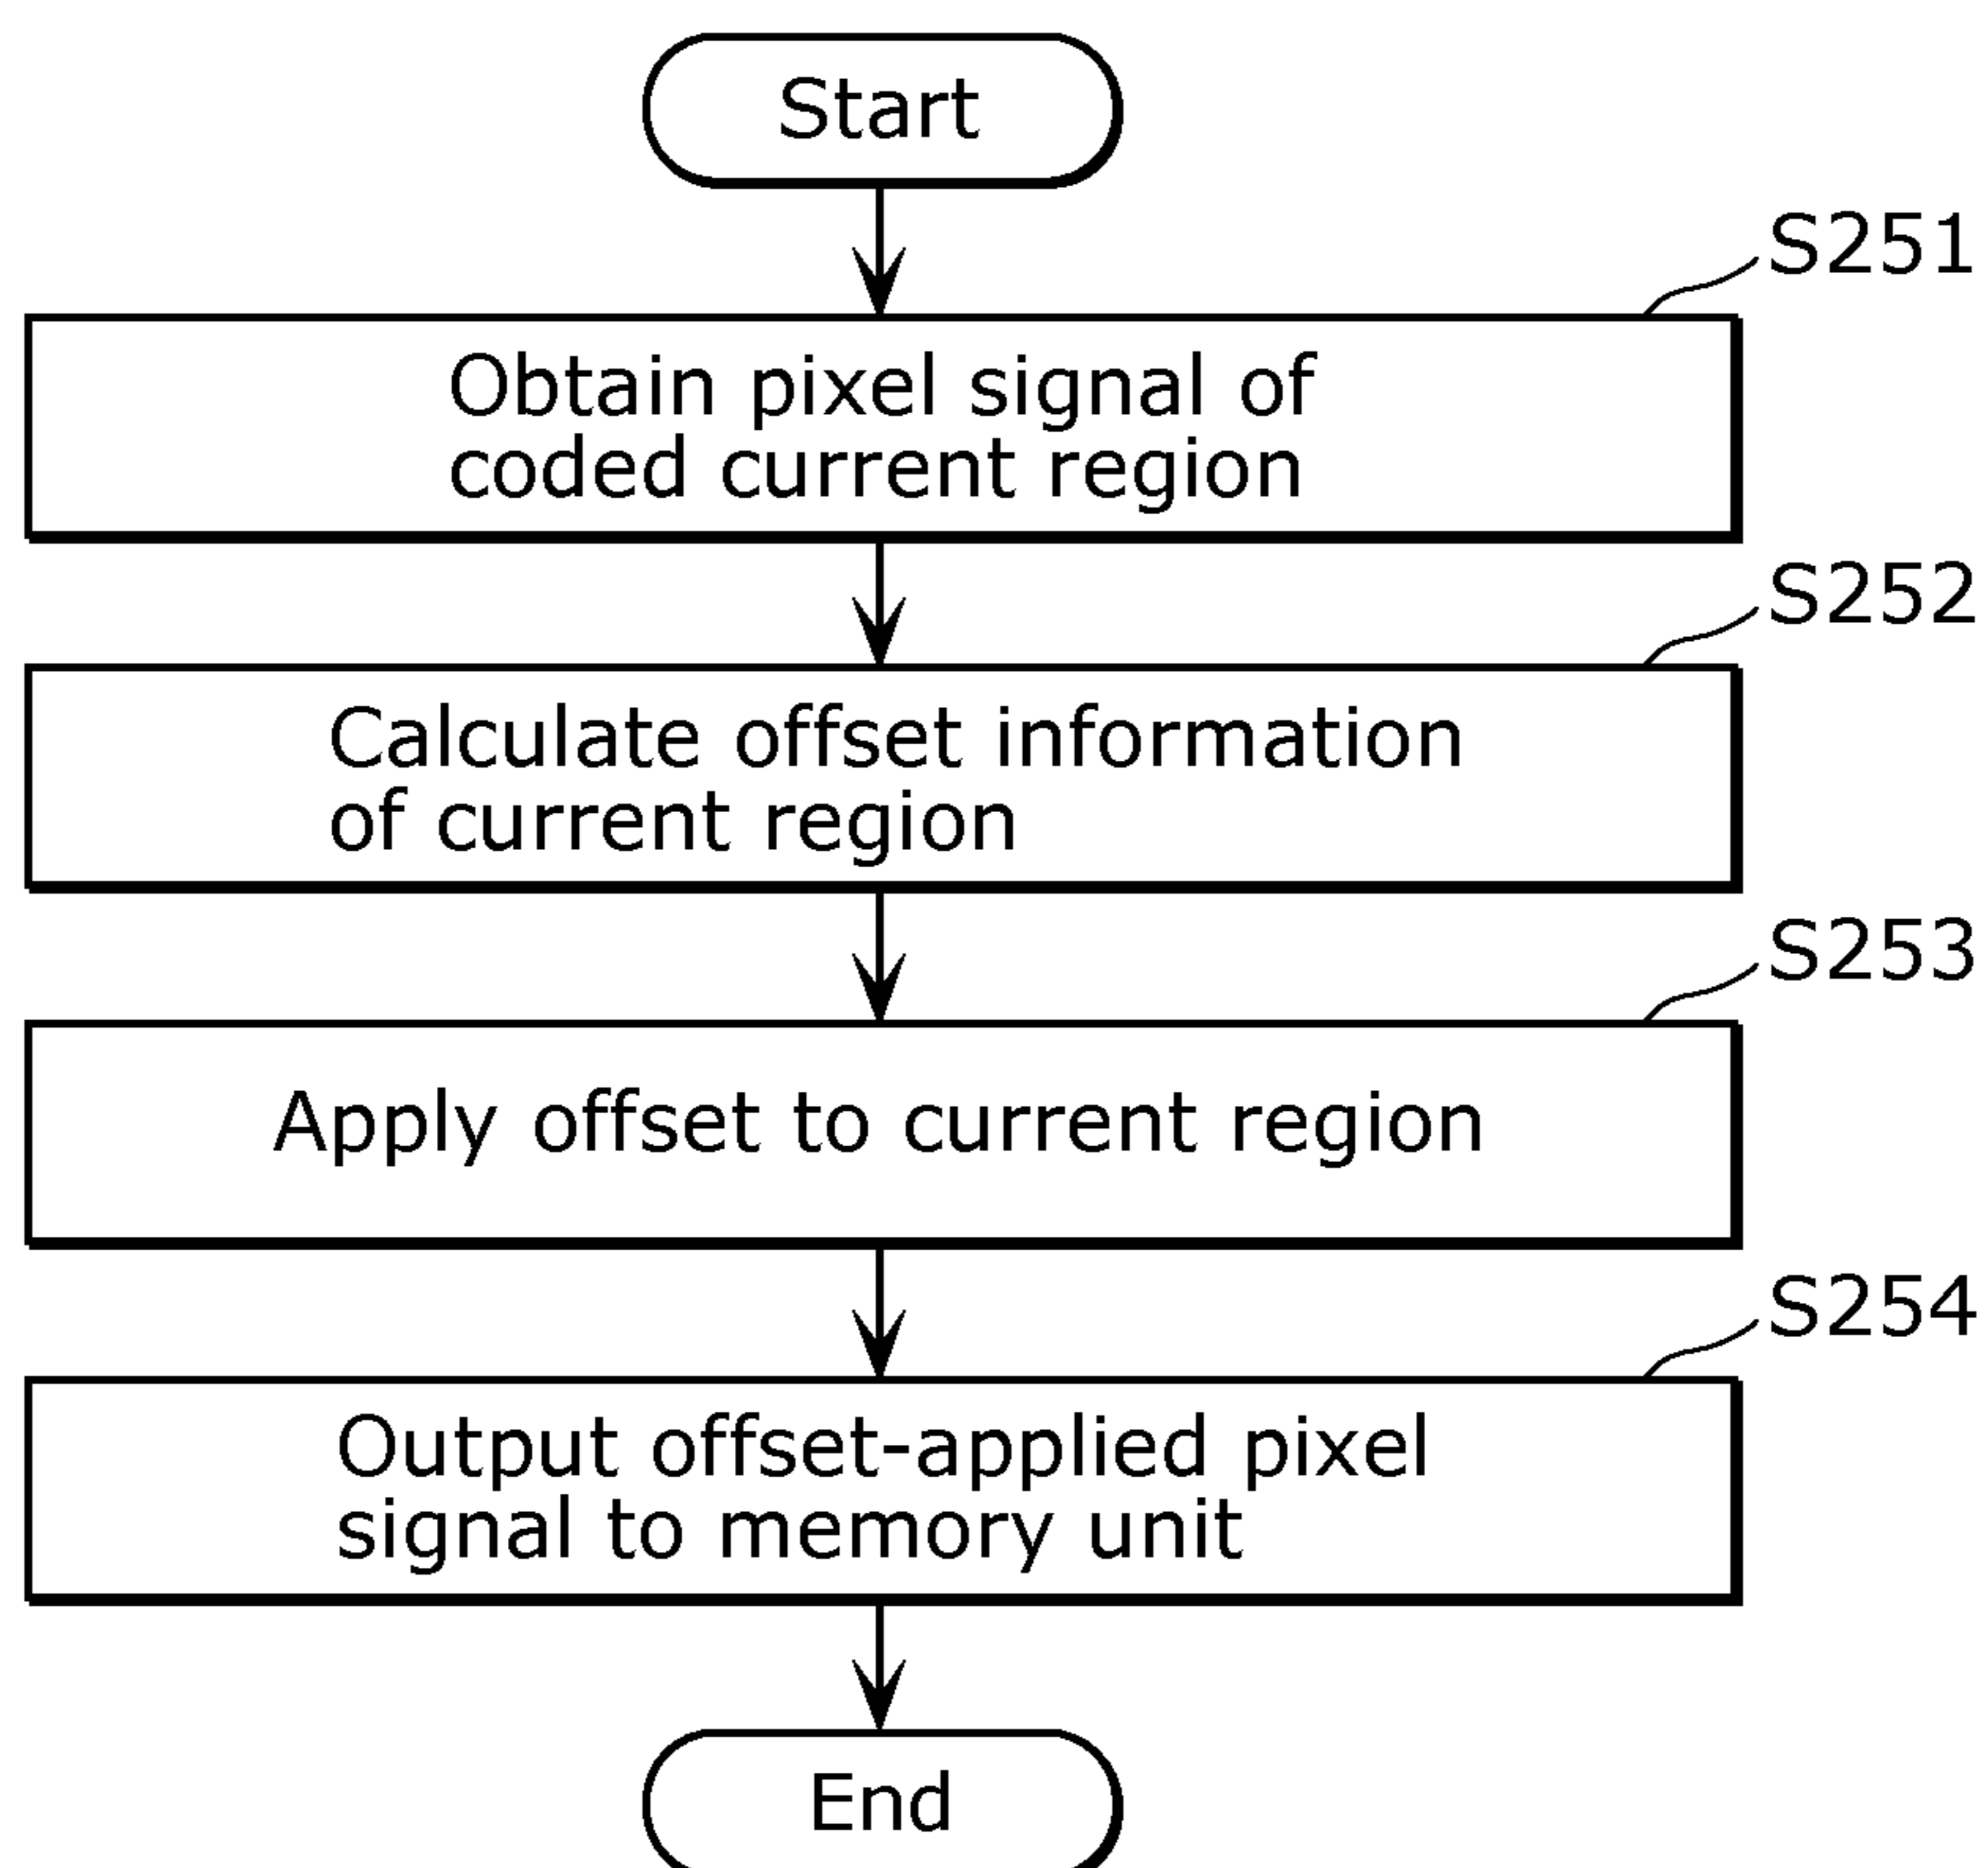 Start
S251
Obtain pixel signal of
coded current region
S252
Calculate offset information
of current region
S253
Apply offset to current region
S254
Output offset-applied pixel
signal to memory unit
End